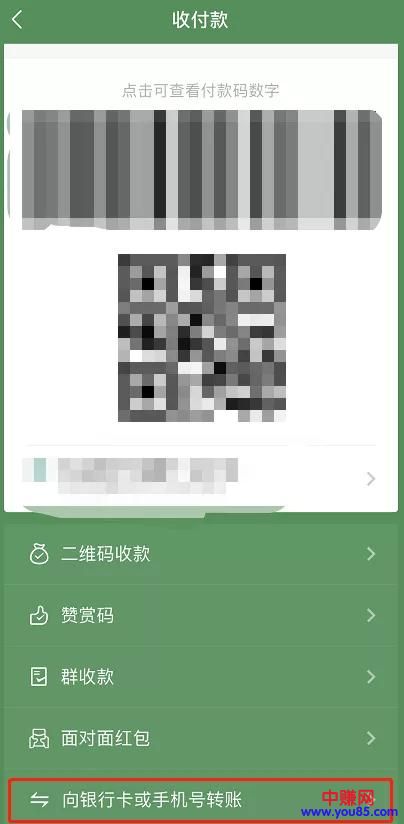 收付款
点击可查看付款码数字
二维码收款
赞赏码
群收款
面对面红包
向银行卡或手机号转账
中赚网
www.you85.com